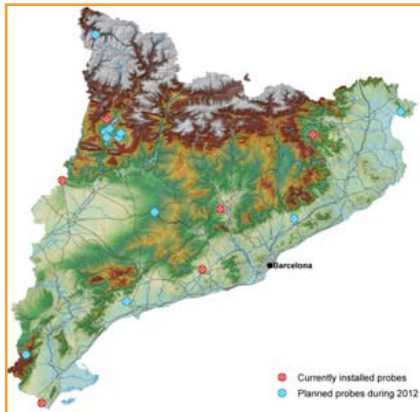 Barcelona
Currently installed probes
Planned probes during 2012